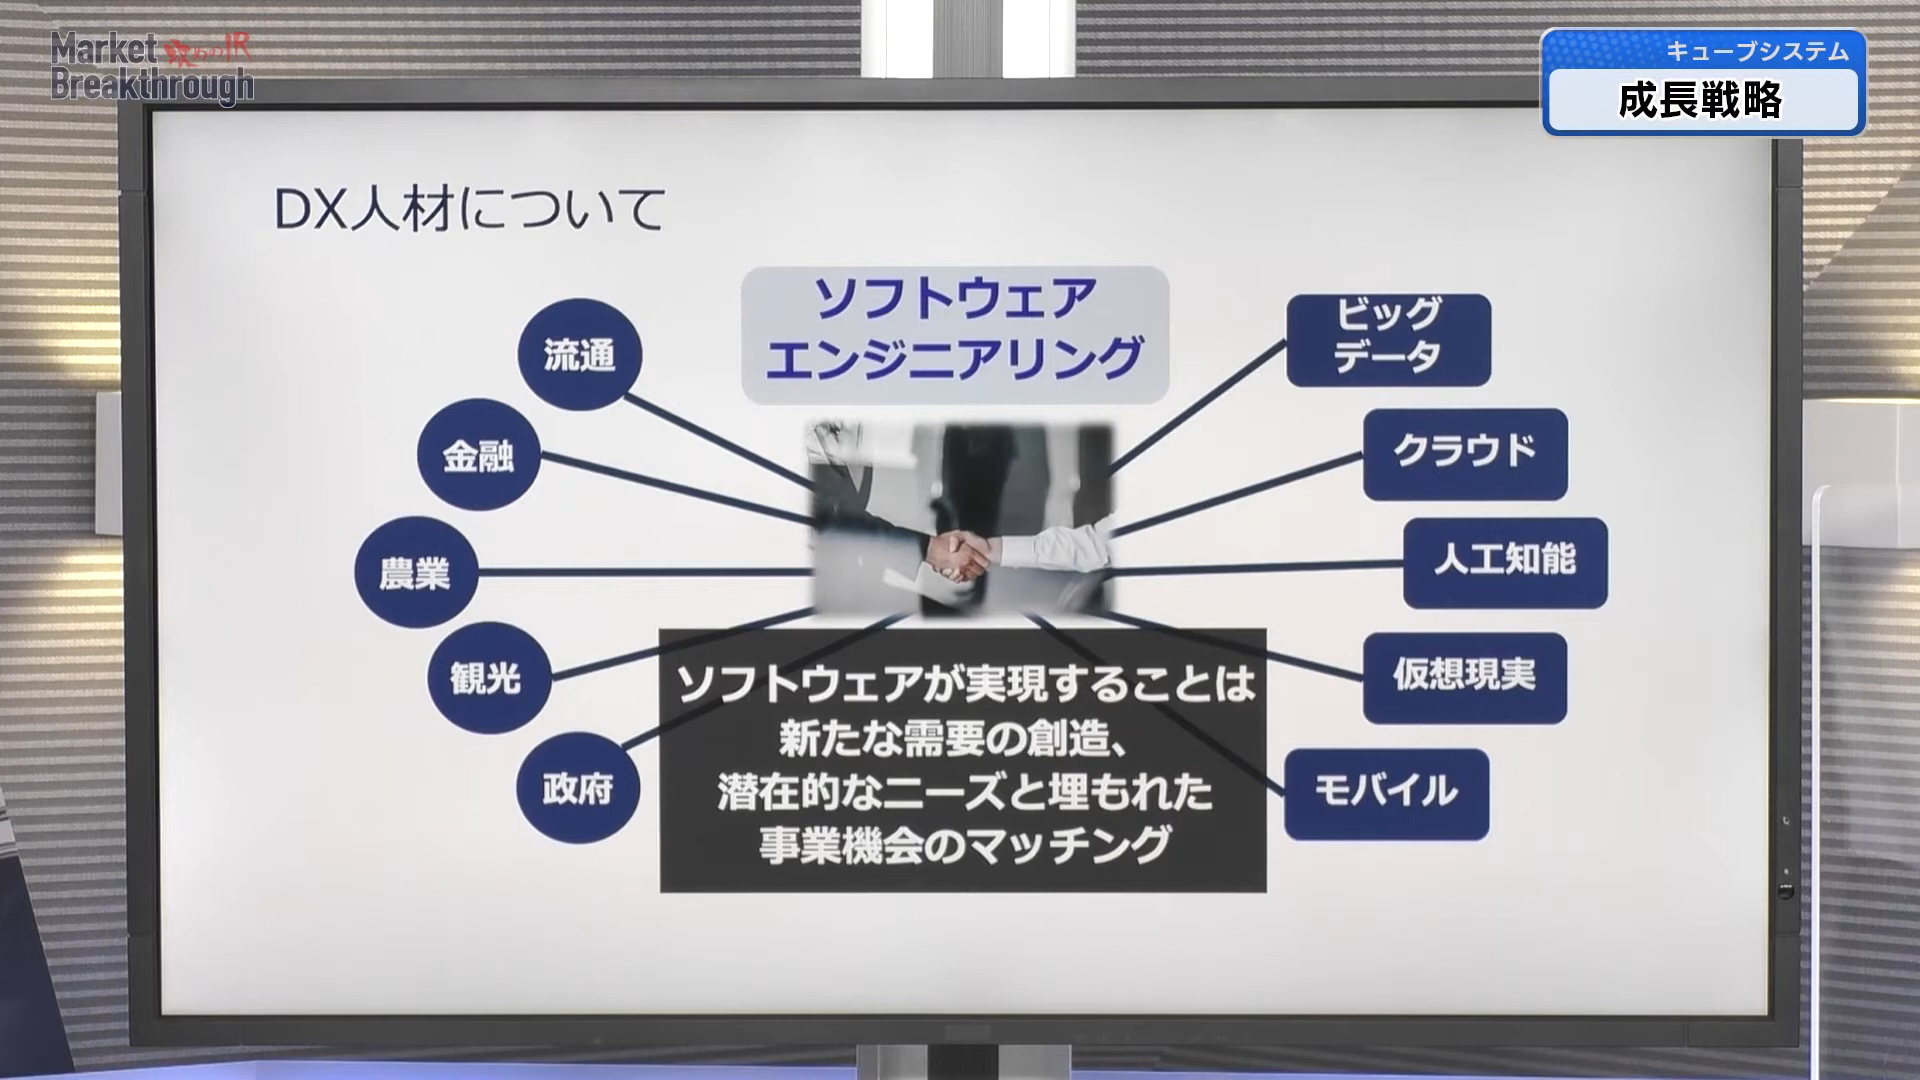 Market 攻めのIR
Breakthrough
キューブシステム
成長戦略
DX人材について
ソフトウェア
エンジニアリング
流通
金融
農業
観光
政府
ビッグ
データ
クラウド
人工知能
仮想現実
モバイル
ソフトウェアが実現することは
新たな需要の創造、
潜在的なニーズと埋もれた
事業機会のマッチング